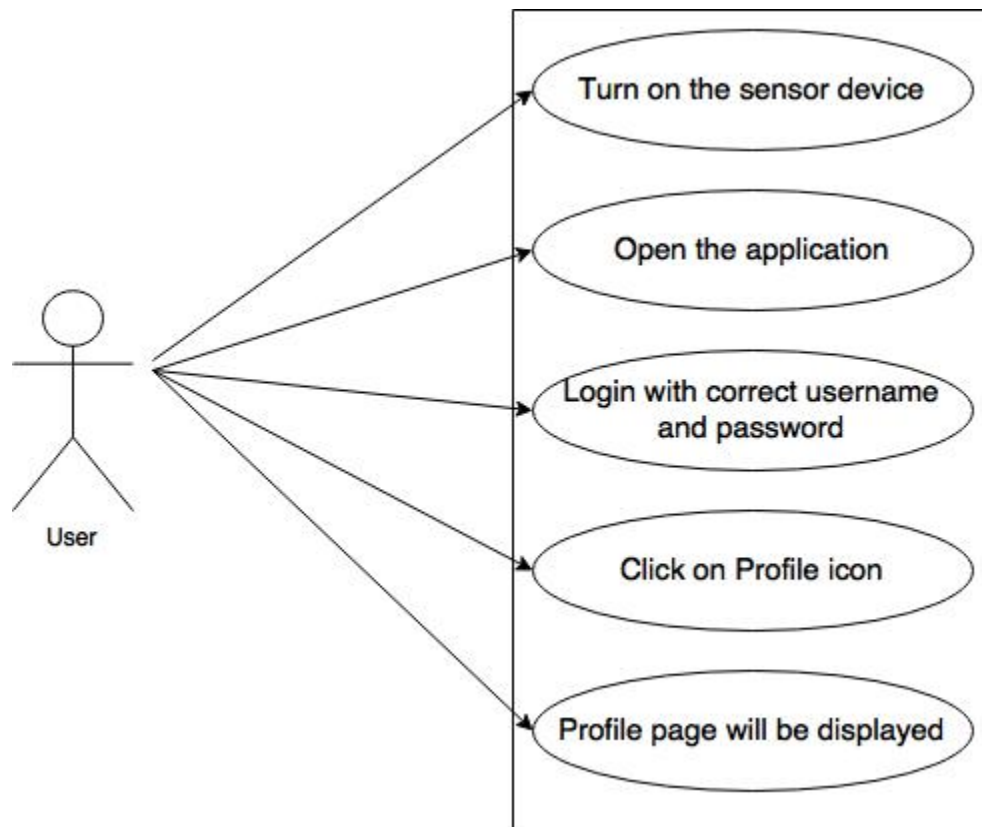 Turn on the sensor device
Open the application
Login with correct username
and password
User
Click on Profile icon
Profile page will be displayed